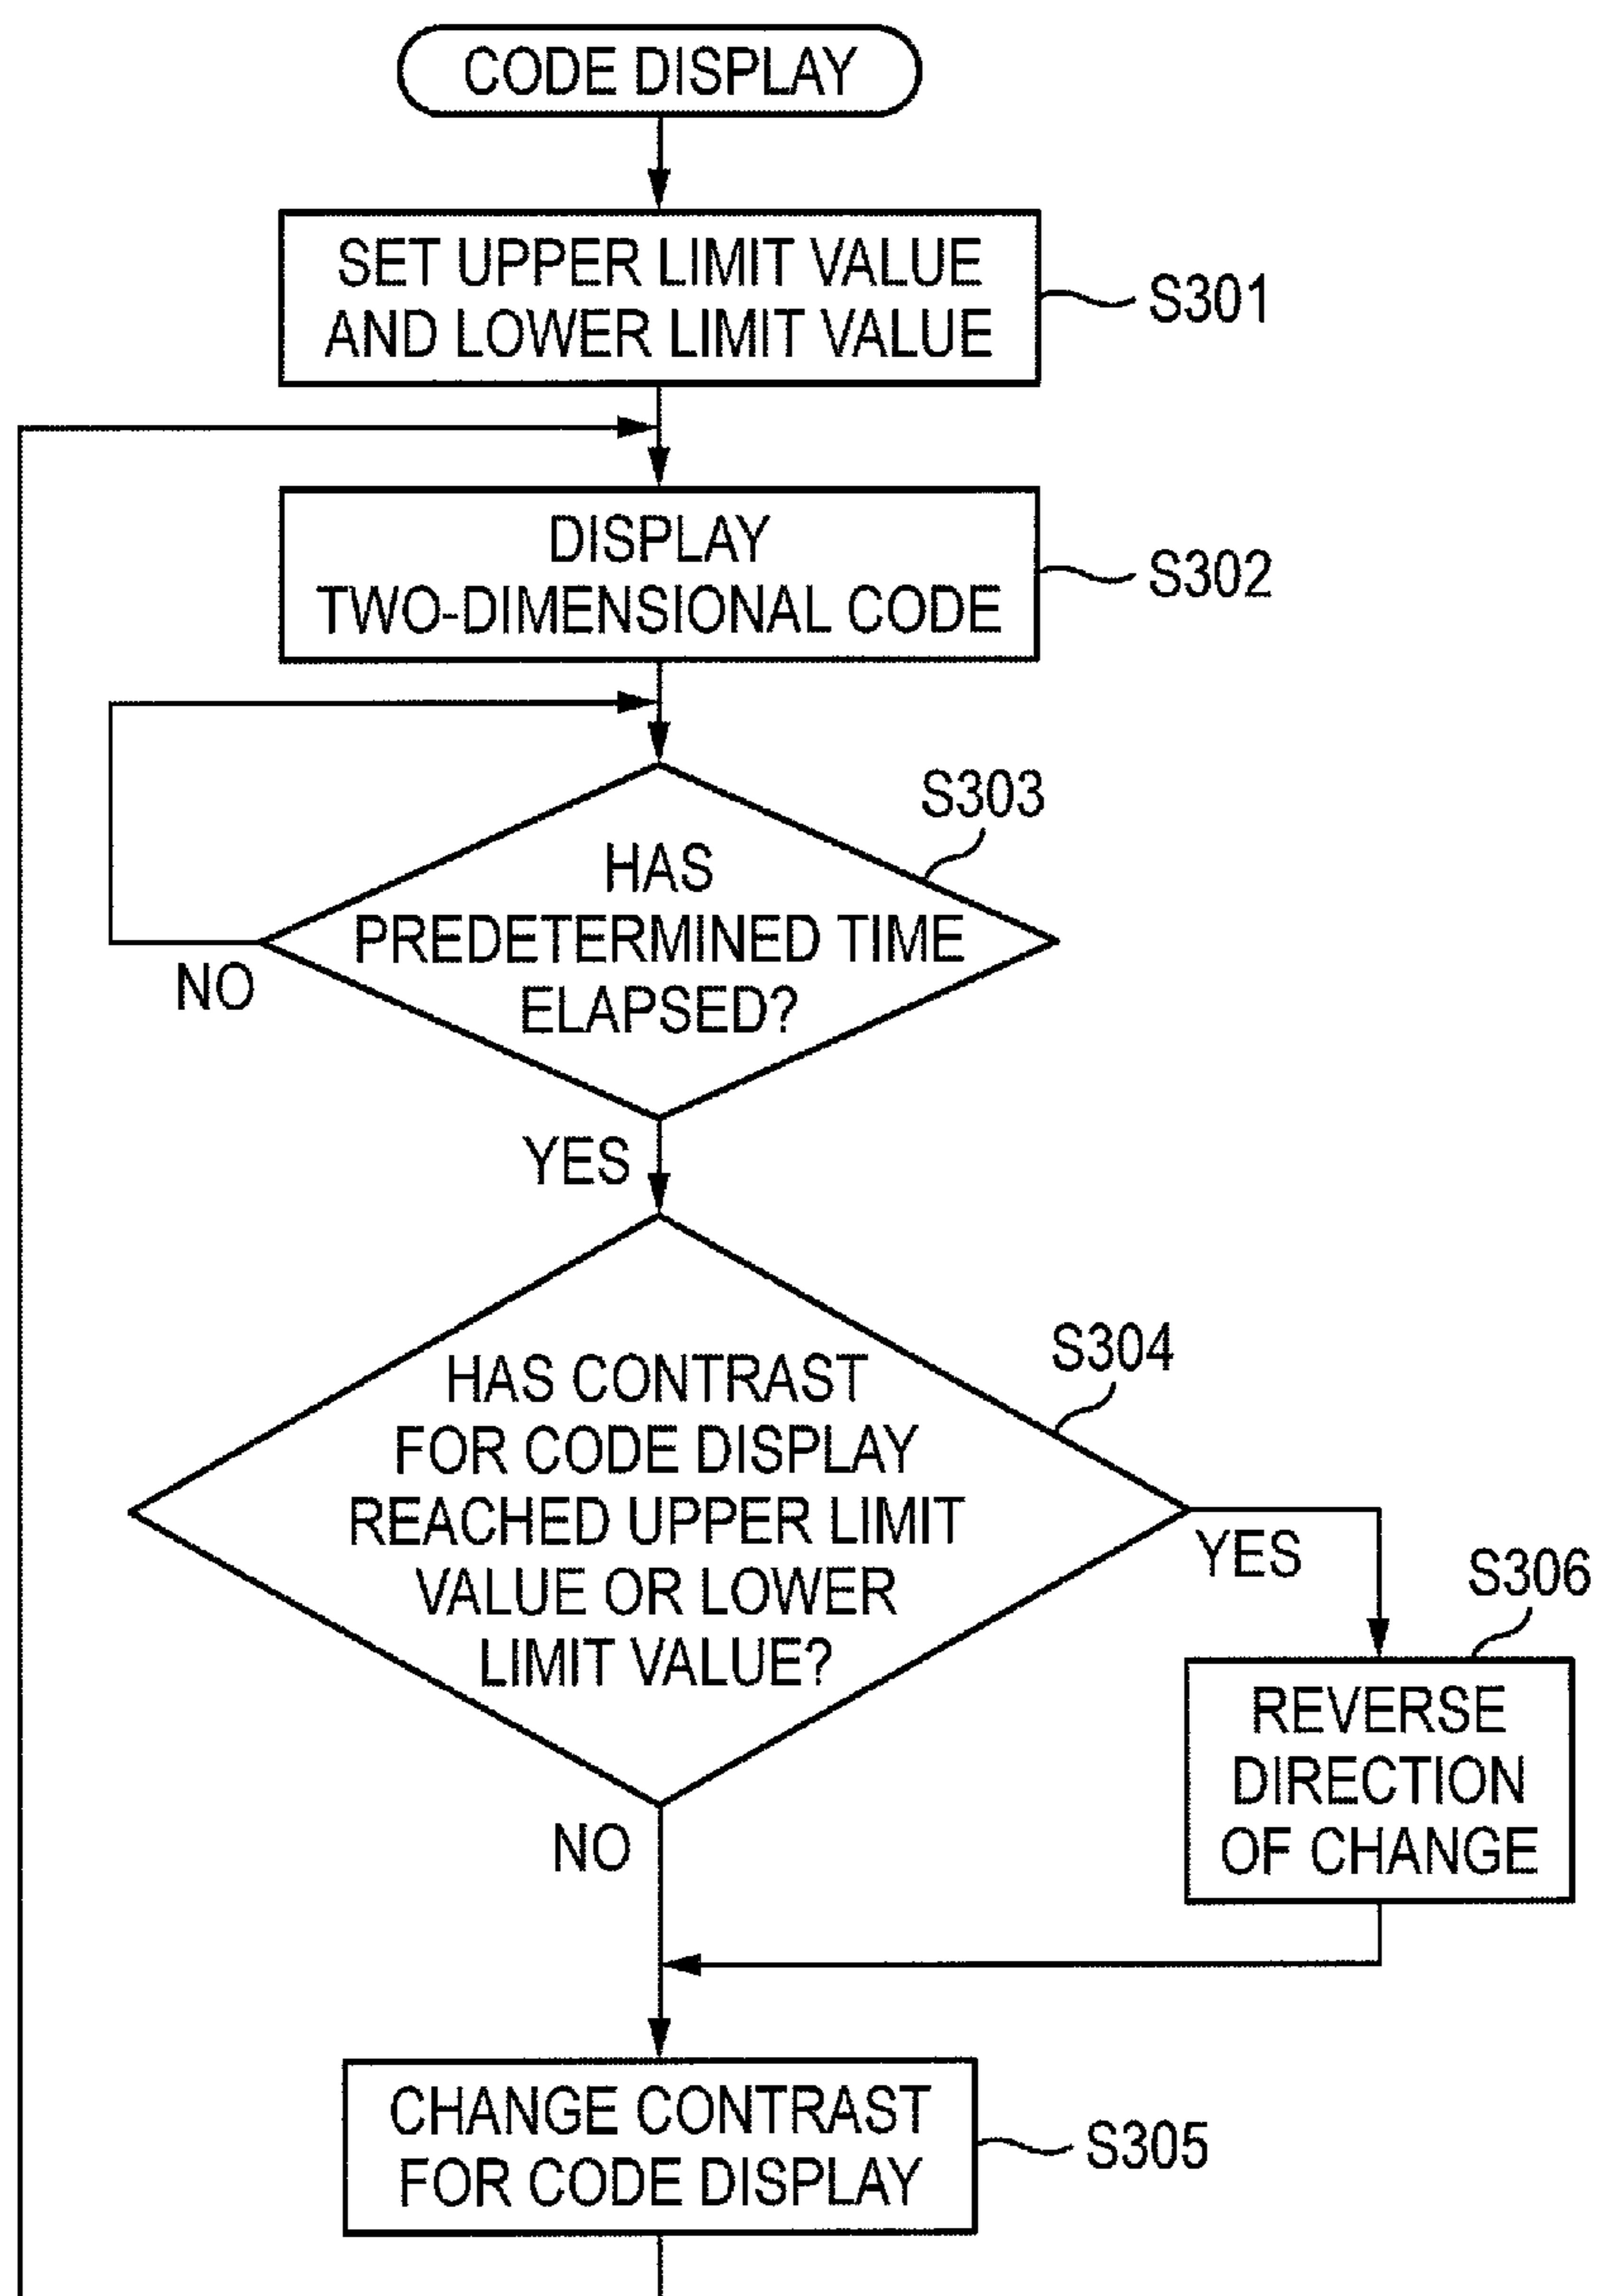 CODE DISPLAY
SET UPPER LIMIT VALUE
AND LOWER LIMIT VALUE
S301
DISPLAY
TWO-DIMENSIONAL CODE
S302
S303
HAS
PREDETERMINED TIME
ELAPSED?
NO
YES
S304
HAS CONTRAST
FOR CODE DISPLAY
REACHED UPPER LIMIT
VALUE OR LOWER
LIMIT VALUE?
YES
S306
REVERSE
DIRECTION
OF CHANGE
NO
CHANGE CONTRAST
FOR CODE DISPLAY
S305